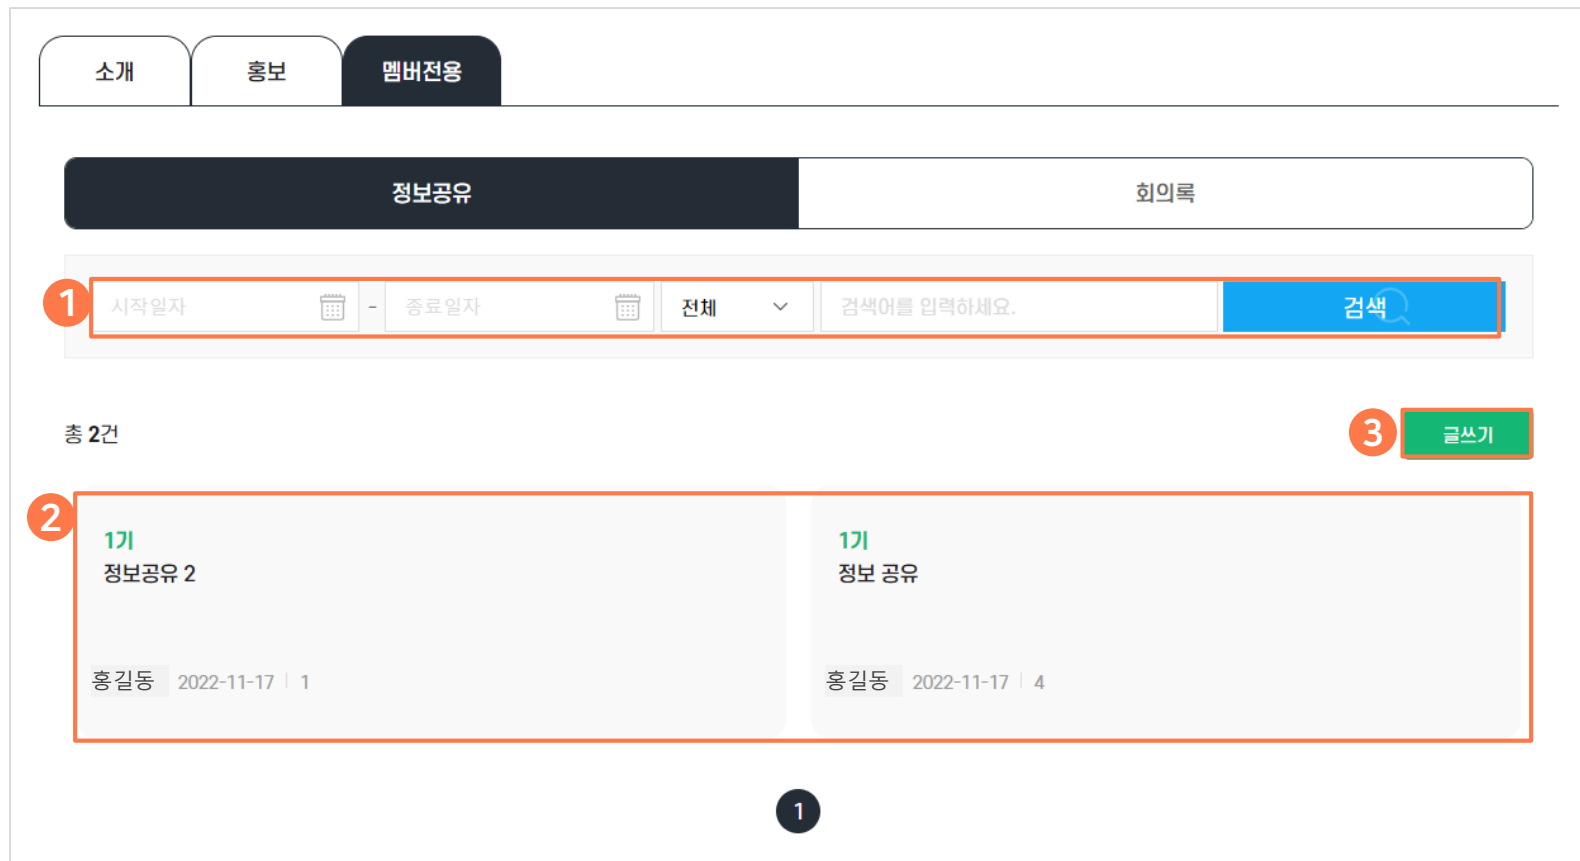 소개 홍보 멤버전용
정보공유 회의록
1 시작일자 - 종료일자 전체 검색어를 입력하세요. 검색
총 2건 3 글쓰기
2
1기
정보공유 2
홍길동 2022-11-17 1
1기
정보 공유
홍길동 2022-11-17 4
1